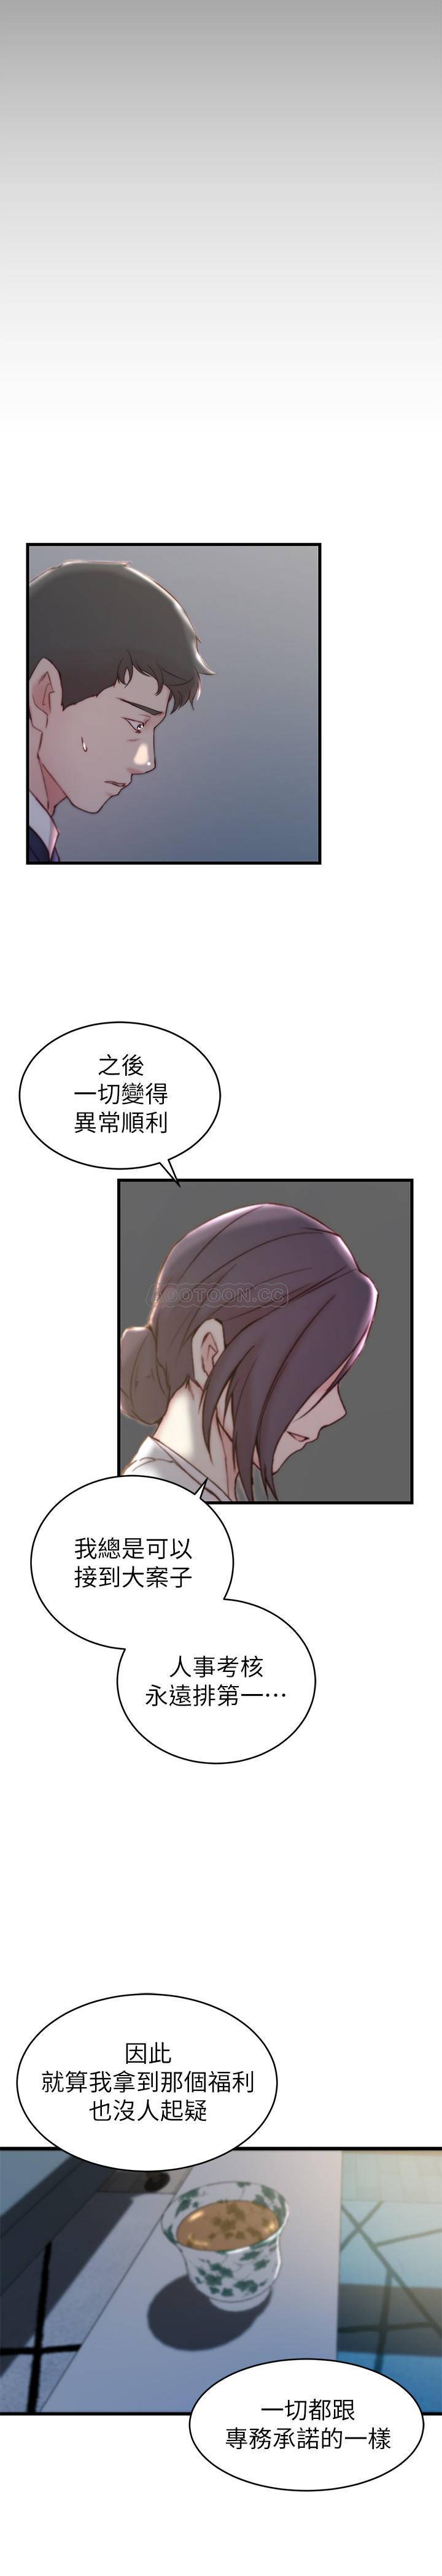 之後
一切變得
異常順利
OOTOON.CC
我總是可以
接到大案子
人事考核
永遠排第一⋯
因此
就算我拿到那個福利
也沒人起疑
一切都跟
專務承諾的一樣